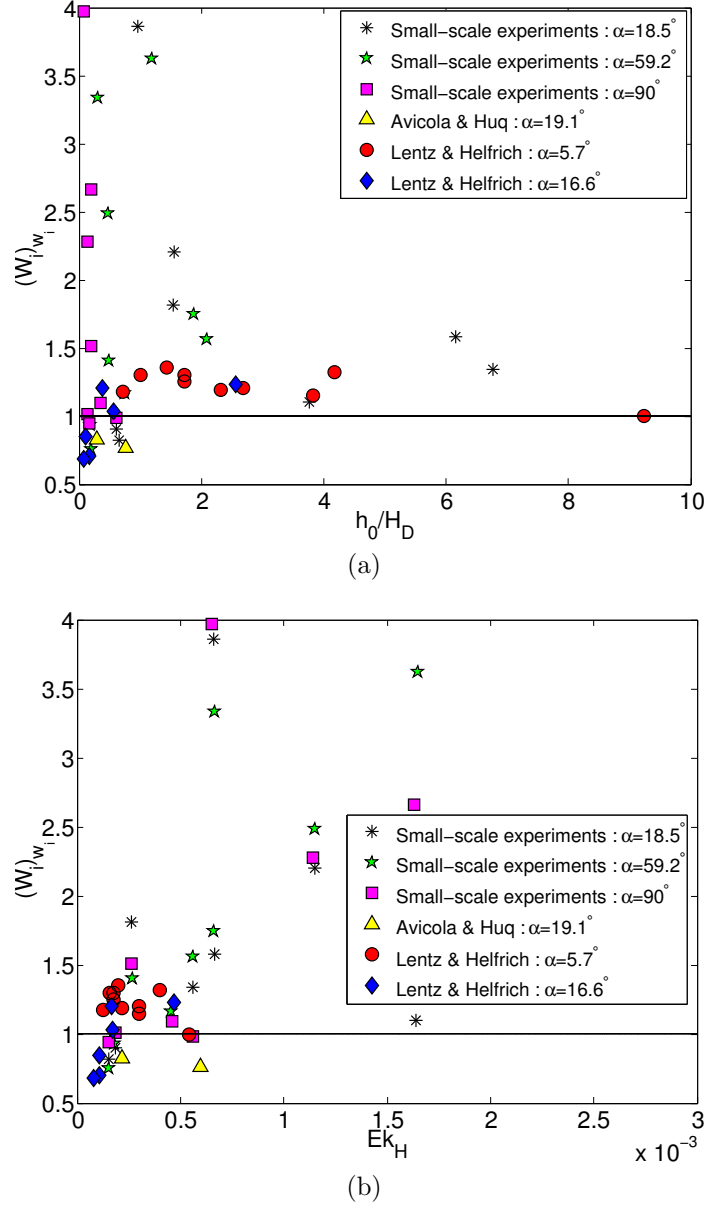 4
3.5
3
2.5
2
1.5
1
0.5
(W_i)_{w_i}
Small−scale experiments : α=18.5°
Small−scale experiments : α=59.2°
Small−scale experiments : α=90°
Avicola & Huq : α=19.1°
Lentz & Helfrich : α=5.7°
Lentz & Helfrich : α=16.6°
0 2 4 6 8 10
h_0/H_D
(a)
4
3.5
3
2.5
2
1.5
1
0.5
(W_i)_{w_i}
Small−scale experiments : α=18.5°
Small−scale experiments : α=59.2°
Small−scale experiments : α=90°
Avicola & Huq : α=19.1°
Lentz & Helfrich : α=5.7°
Lentz & Helfrich : α=16.6°
0 0.5 1 1.5 2 2.5 3
Ek_H
x 10^{−3}
(b)